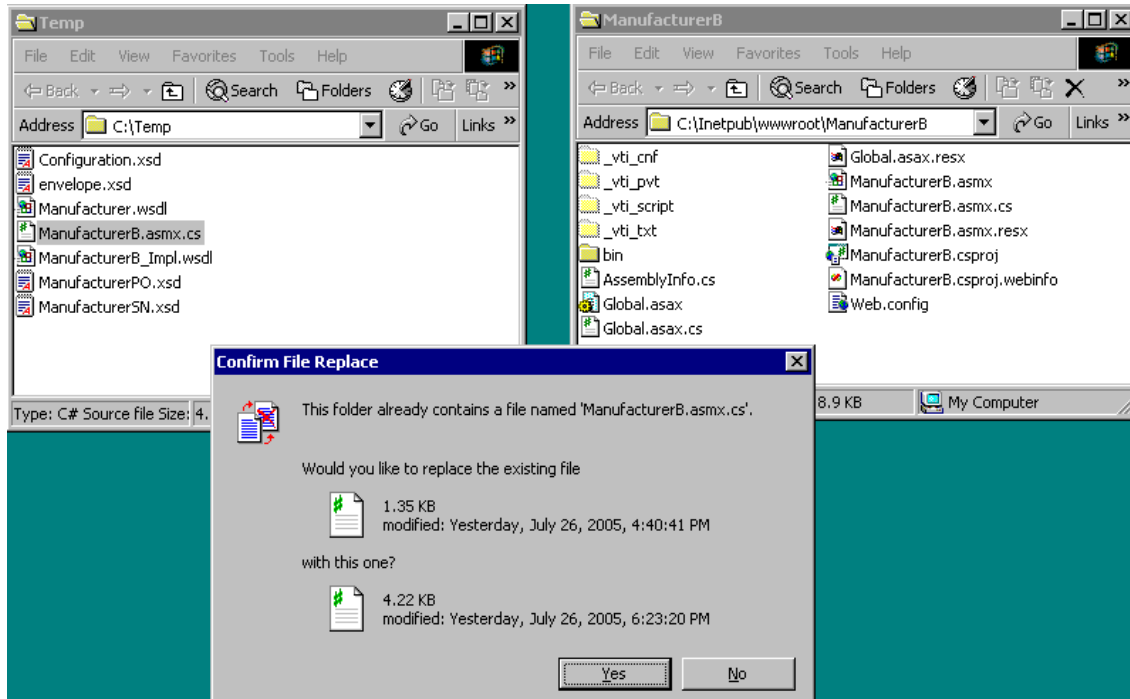 Temp
File Edit View Favorites Tools Help
Back Search Folders »
Address C:\Temp Go Links »
Configuration.xsd
envelope.xsd
Manufacturer.wsdl
ManufacturerB.asmx.cs
ManufacturerB_Impl.wsdl
ManufacturerPO.xsd
ManufacturerSN.xsd
Type: C# Source file Size: 4.
ManufacturerB
File Edit View Favorites Tools Help
Back Search Folders »
Address C:\Inetpub\wwwroot\ManufacturerB Go Links »
_vti_cnf
_vti_pvt
_vti_script
_vti_txt
bin
AssemblyInfo.cs
Global.asax
Global.asax.cs
Global.asax.resx
ManufacturerB.asmx
ManufacturerB.asmx.cs
ManufacturerB.asmx.resx
ManufacturerB.csproj
ManufacturerB.csproj.webinfo
Web.config
8.9 KB My Computer
Confirm File Replace
This folder already contains a file named 'ManufacturerB.asmx.cs'.
Would you like to replace the existing file
1.35 KB
modified: Yesterday, July 26, 2005, 4:40:41 PM
with this one?
4.22 KB
modified: Yesterday, July 26, 2005, 6:23:20 PM
Yes No